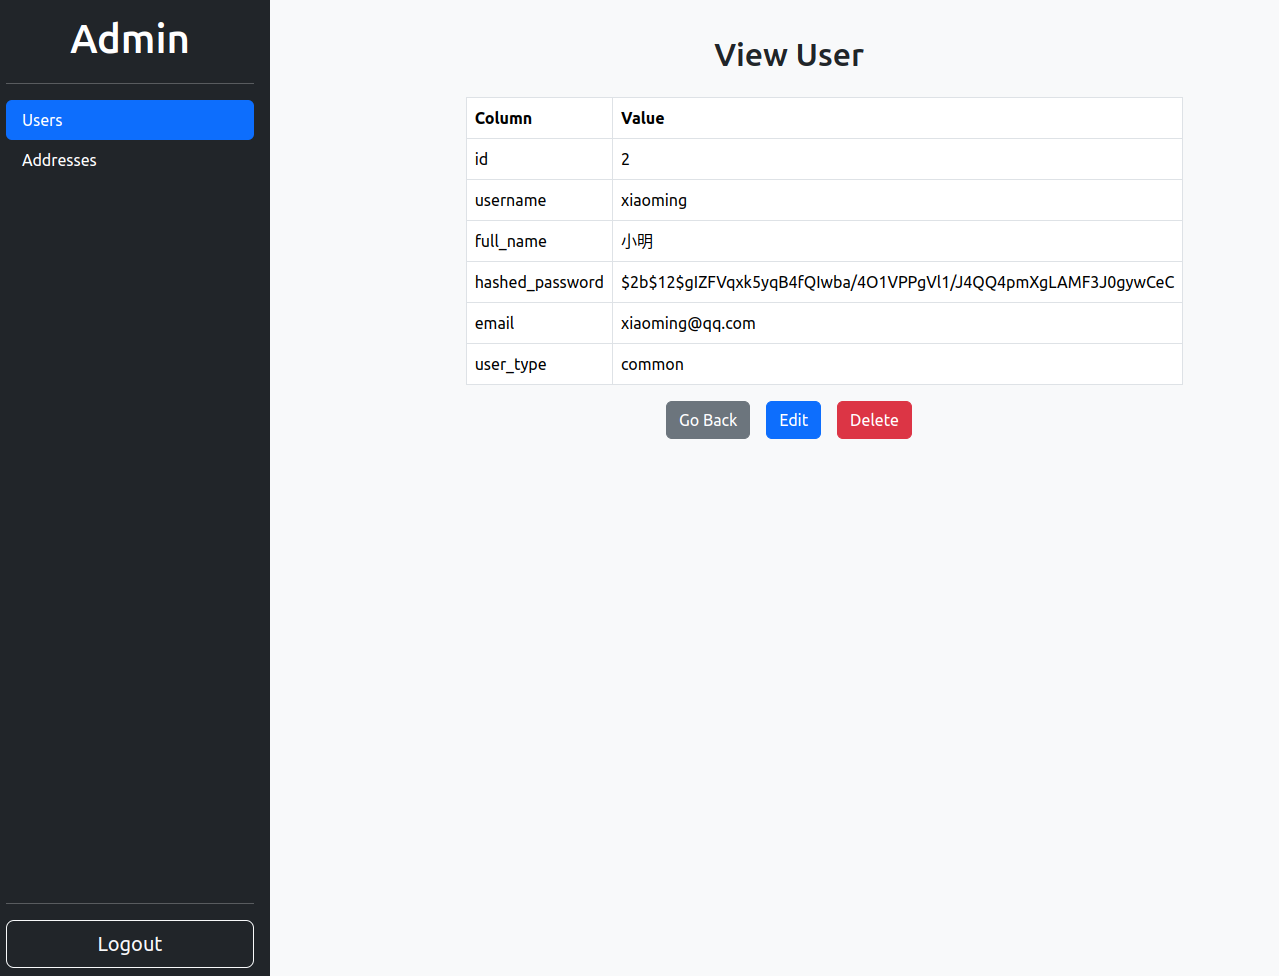 Admin
Users
Addresses
Logout
View User
Column Value
id 2
username xiaoming
full_name 小明
hashed_password $2b$12$gIZFVqxk5yqB4fQIwba/4O1VPPgVl1/J4QQ4pmXgLAMF3J0gywCeC
email xiaoming@qq.com
user_type common
Go Back Edit Delete